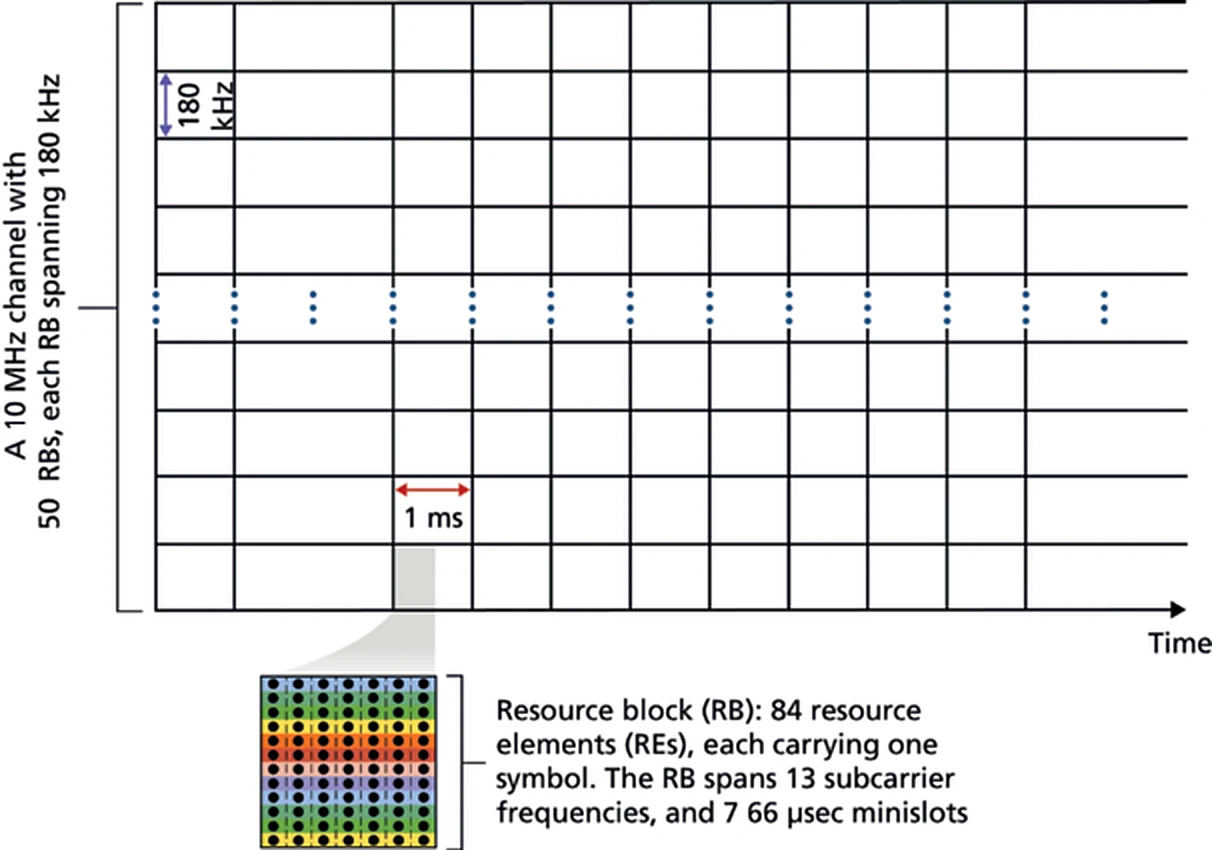 A 10 MHz channel with
50 RBs, each RB spanning 180 kHz
180
kHz
1 ms
Time
Resource block (RB): 84 resource
elements (REs), each carrying one
symbol. The RB spans 13 subcarrier
frequencies, and 7 66 μsec minislots